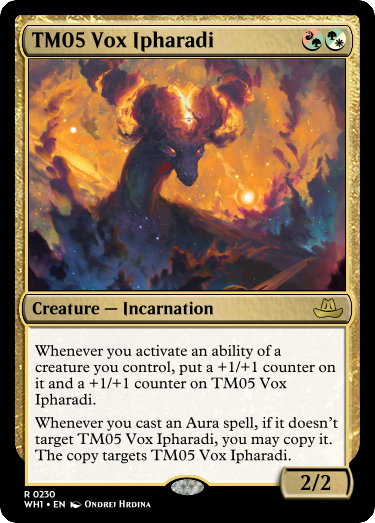 TM05 Vox Ipharadi
Creature — Incarnation
Whenever you activate an ability of a
creature you control, put a +1/+1 counter on
it and a +1/+1 counter on TM05 Vox
Ipharadi.
Whenever you cast an Aura spell, if it doesn't
target TM05 Vox Ipharadi, you may copy it.
The copy targets TM05 Vox Ipharadi.
2/2
R 0230
WH1 • EN Ondrej Hrdina